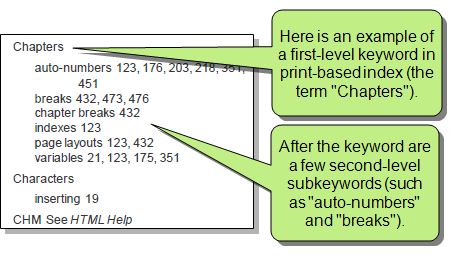 Chapters
auto-numbers 123, 176, 203, 218, 351,
451
breaks 432, 473, 476
chapter breaks 432
indexes 123
page layouts 123, 432
variables 21, 123, 175, 351
Characters
inserting 19
CHM See HTML Help
Here is an example of
a first-level keyword in
print-based index (the
term "Chapters").
After the keyword are
a few second-level
subkeywords (such
as "auto-numbers"
and "breaks").